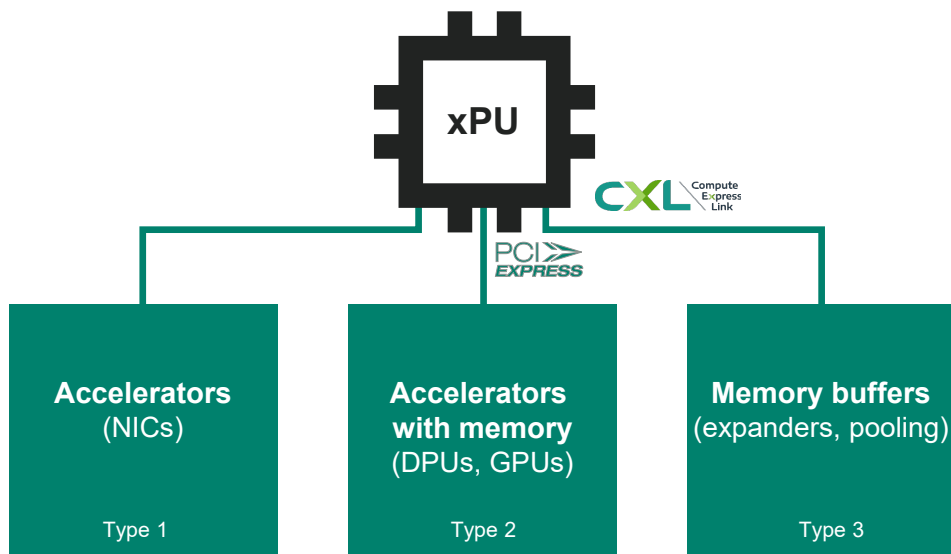 xPU
CXL
Compute
Express
Link
PCI
EXPRESS
Accelerators
(NICs)
Type 1
Accelerators
with memory
(DPUs, GPUs)
Type 2
Memory buffers
(expanders, pooling)
Type 3